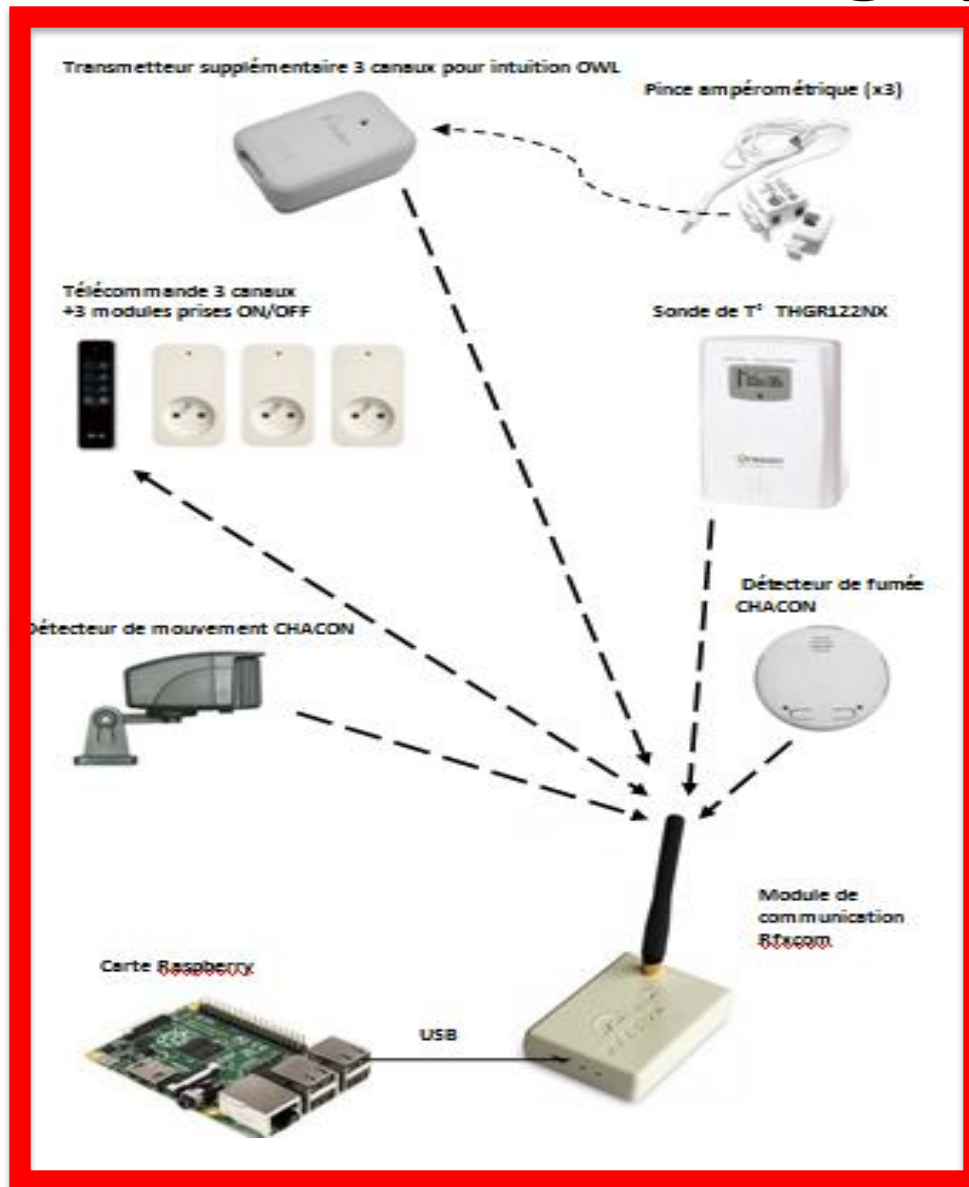 Transmetteur supplémentaire 3 canaux pour intuition OWL
Pince ampérométrique (x3)
Télécommande 3 canaux
+3 modules prises ON/OFF
Sonde de T° THGR122NX
Détecteur de fumée
CHACON
Détecteur de mouvement CHACON
Module de
communication
Rfxcom
Carte Raspberry
USB